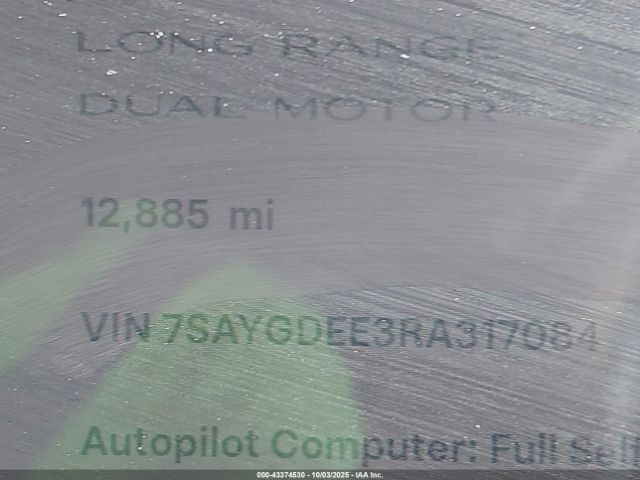 LONG RANGE
DUAL MOTOR
12,885 mi
VIN 7SAYGDEE3RA317084
Autopilot Computer: Full Self
000-43374530 - 10/03/2025 - IAA Inc.